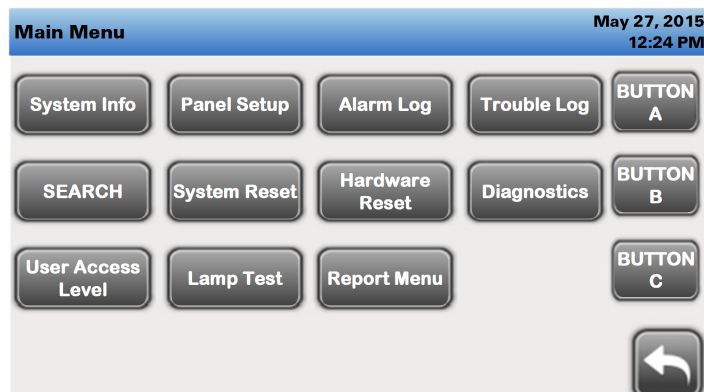 Main Menu
May 27, 2015
12:24 PM
System Info
Panel Setup
Alarm Log
Trouble Log
BUTTON
A
SEARCH
System Reset
Hardware
Reset
Diagnostics
BUTTON
B
User Access
Level
Lamp Test
Report Menu
BUTTON
C